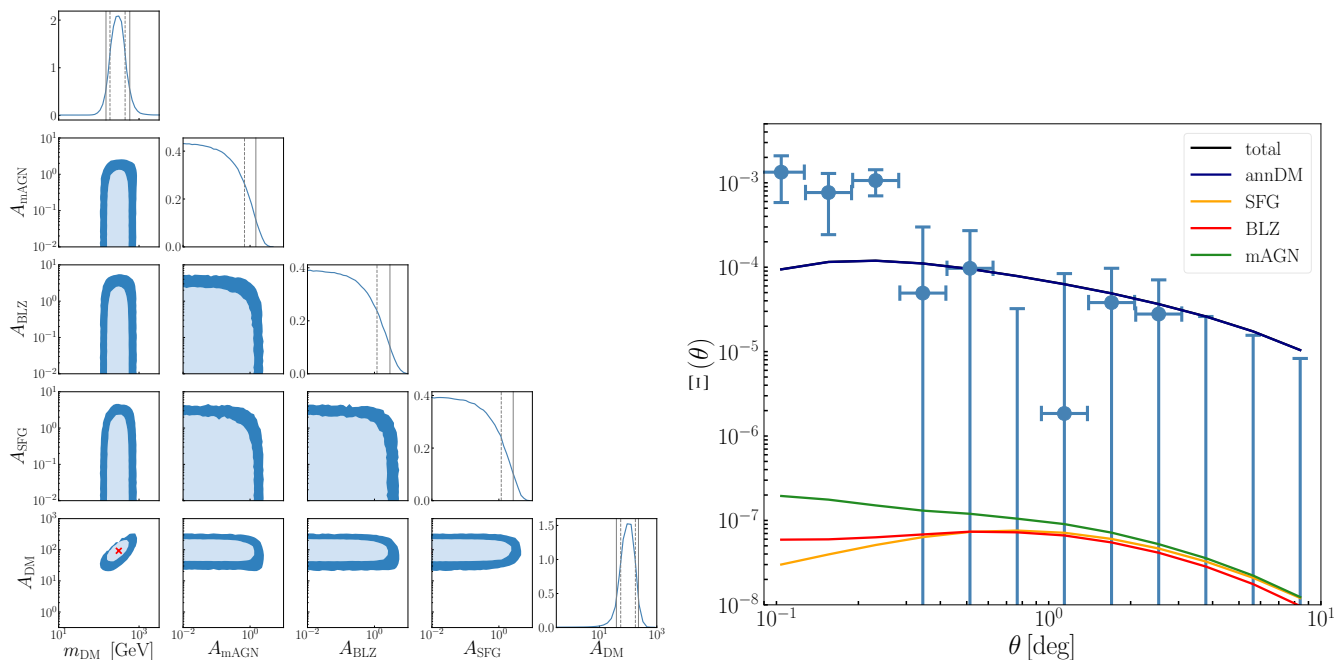 2
1
0
10¹
10⁰
10⁻¹
10⁻²
A_mAGN
0.4
0.2
0.0
10¹
10⁰
10⁻¹
10⁻²
A_BLZ
0.4
0.2
0.0
10¹
10⁰
10⁻¹
10⁻²
A_SFG
0.4
0.2
0.0
10³
10²
10¹
10⁰
A_DM
1.5
1.0
0.5
0.0
10¹ 10³
10⁻² 10⁰
10⁻² 10⁰
10⁻² 10⁰
10¹ 10³
m_DM [GeV]
A_mAGN
A_BLZ
A_SFG
A_DM
total
annDM
SFG
BLZ
mAGN
10⁻³
10⁻⁴
10⁻⁵
10⁻⁶
10⁻⁷
10⁻⁸
Ξ(θ)
10⁻¹ 10⁰ 10¹
θ [deg]